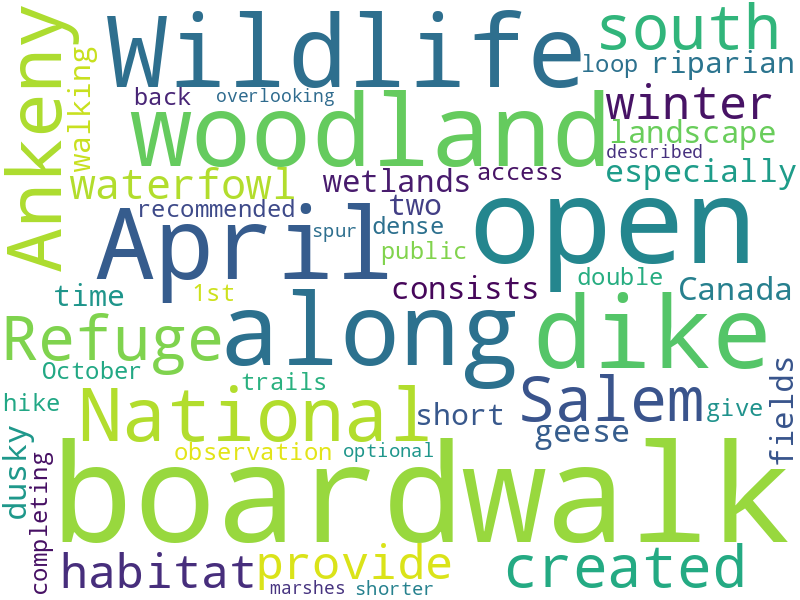 Wildlife
south
Ankeny
walking
loop
riparian
back
overlooking
woodland
winter
landscape
described
waterfowl
wetlands
access
especially
recommended
April
two
dense
spur
public
open
time
1st
consists
double
Canada
Refuge
along
dike
October
trails
hike
National
short
Salem
give
fields
geese
dusky
observation
optional
completing
boardwalk
habitat
provide
marshes
shorter
created